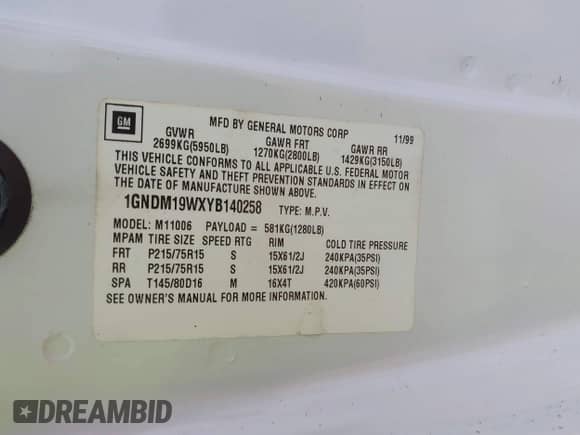 GM
MFD BY GENERAL MOTORS CORP 11/99
GVWR GAWR FRT GAWR RR
2699KG(5950LB) 1270KG(2800LB) 1429KG(3150LB)
THIS VEHICLE CONFORMS TO ALL APPLICABLE U.S. FEDERAL MOTOR
VEHICLE SAFETY AND THEFT PREVENTION STANDARDS IN EFFECT ON
THE DATE OF MANUFACTURE SHOWN ABOVE.
1GNDM19WXYB140258 TYPE: M.P.V.
MODEL: M11006 PAYLOAD = 581KG(1280LB)
MPAM TIRE SIZE SPEED RTG RIM COLD TIRE PRESSURE
FRT P215/75R15 S 15X61/2J 240KPA(35PSI)
RR P215/75R15 S 15X61/2J 240KPA(35PSI)
SPA T145/80D16 M 16X4T 420KPA(60PSI)
SEE OWNER'S MANUAL FOR MORE INFORMATION.
DREAMBID